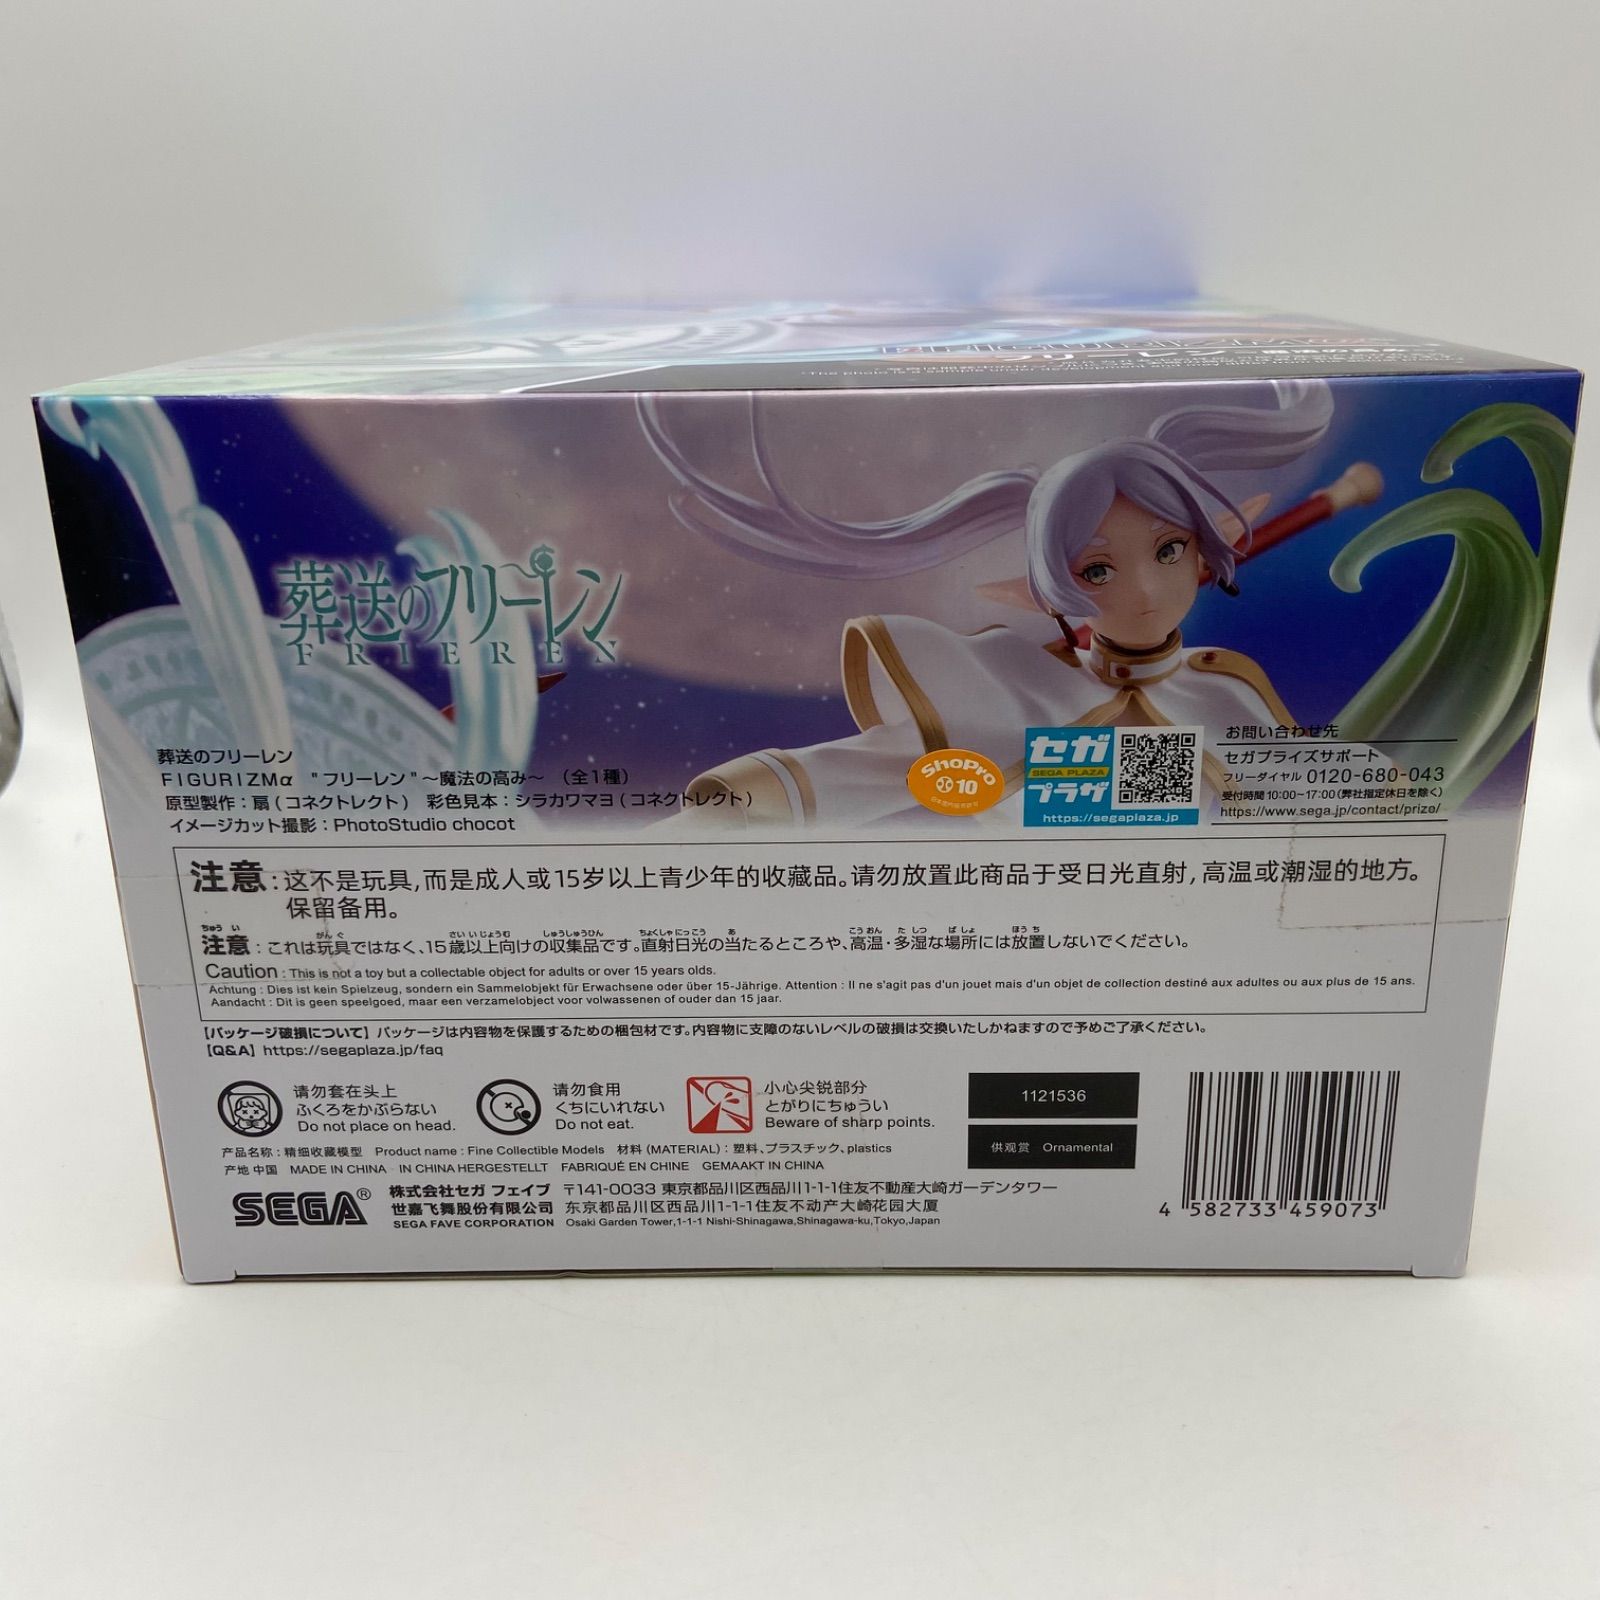 フリーレン
葬送のフリーレン
FRIEREN
葬送のフリーレン
FIGURIZMα "フリーレン"～魔法の高み～ (全1種)
原型製作：扇(コネクトレクト) 彩色見本：シラカワマヨ(コネクトレクト)
イメージカット撮影：PhotoStudio chocot
ShoPro
10
セガ
SEGA PLAZA
プラザ
https://segaplaza.jp
お問い合わせ先
セガプライズサポート
フリーダイヤル 0120-680-043
受付時間 10:00~17:00(弊社指定休日を除く)
https://www.sega.jp/contact/prize/
注意：这不是玩具,而是成人或15岁以上青少年的收藏品。请勿放置此商品于受日光直射,高温或潮湿的地方。
保留备用。
注意：これは玩具ではなく、15歳以上向けの収集品です。直射日光の当たるところや、高温・多湿な場所には放置しないでください。
Caution : This is not a toy but a collectable object for adults or over 15 years old.
Achtung : Dies ist kein Spielzeug, sondern ein Sammelobjekt für Erwachsene oder über 15-Jährige. Attention : Il ne s'agit pas d'un jouet mais d'un objet de collection destiné aux adultes ou aux plus de 15 ans.
Aandacht : Dit is geen speelgoed, maar een verzamelobject voor volwassenen of ouder dan 15 jaar.
【パッケージ破損について】パッケージは内容物を保護するための梱包材です。内容物に支障のないレベルの破損は交換いたしかねますので予めご了承ください。
【Q&A】https://segaplaza.jp/faq
请勿套在头上
ふくろをかぶらない
Do not place on head.
请勿食用
くちにいれない
Do not eat.
小心尖锐部分
とがりにちゅうい
Beware of sharp points.
1121536
供观赏 Ornamental
产品名称：精细收藏模型 Product name : Fine Collectible Models 材料(MATERIAL)：塑料、プラスチック、plastics
产地 中国 MADE IN CHINA IN CHINA HERGESTELLT FABRIQUÉ EN CHINE GEMAAKT IN CHINA
SEGA®
株式会社セガ フェイブ 〒141-0033 東京都品川区西品川1-1-1住友不動産大崎ガーデンタワー
世嘉飞舞股份有限公司 东京都品川区西品川1-1-1住友不动产大崎花园大厦
SEGA FAVE CORPORATION Osaki Garden Tower,1-1-1 Nishi-Shinagawa,Shinagawa-ku,Tokyo,Japan
4 582733 459073